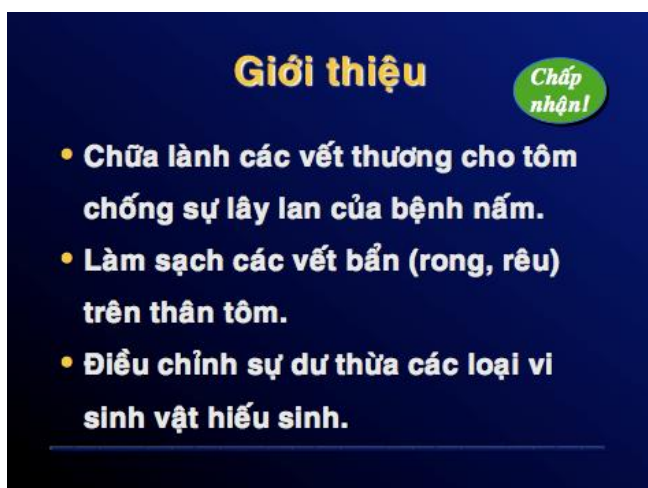 Giới thiệu
Chấp
nhận!
• Chữa lành các vết thương cho tôm
chống sự lây lan của bệnh nấm.
• Làm sạch các vết bẩn (rong, rêu)
trên thân tôm.
• Điều chỉnh sự dư thừa các loại vi
sinh vật hiếu sinh.